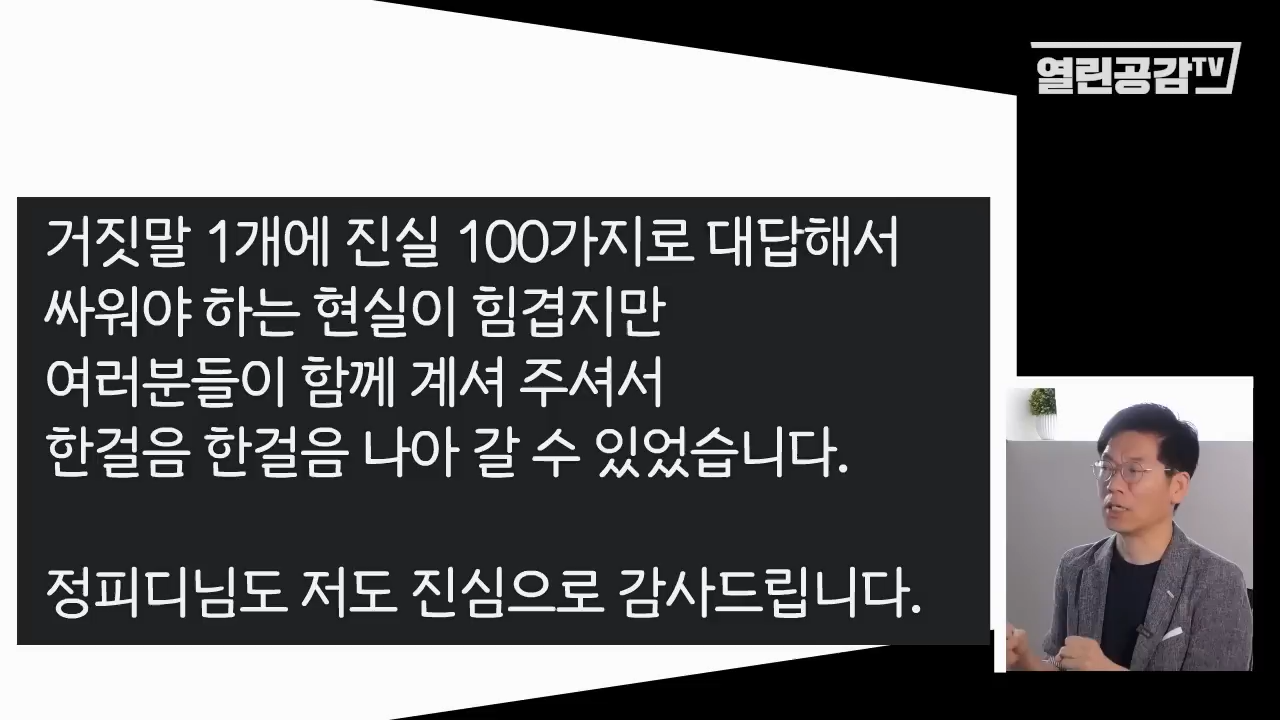 열린공감TV
거짓말 1개에 진실 100가지로 대답해서
싸워야 하는 현실이 힘겹지만
여러분들이 함께 계셔 주셔서
한걸음 한걸음 나아 갈 수 있었습니다.
정피디님도 저도 진심으로 감사드립니다.